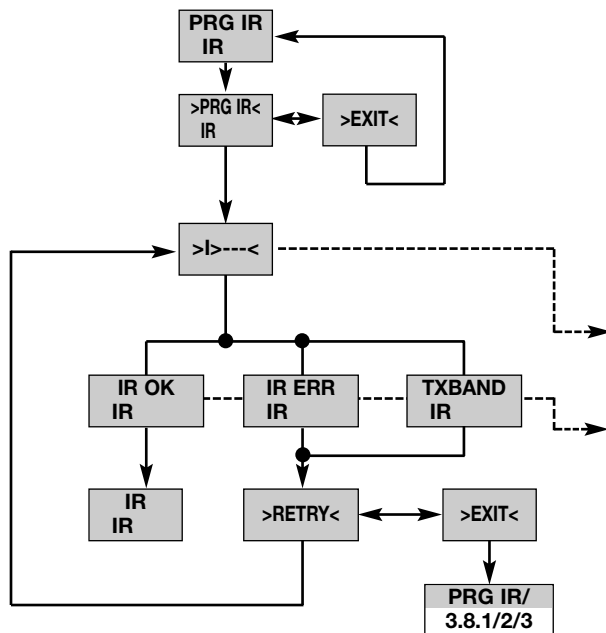 PRG IR
IR
>PRG IR<
IR
>EXIT<
>I>---<
IR OK
IR
IR ERR
IR
TXBAND
IR
IR
IR
>RETRY<
>EXIT<
PRG IR/
3.8.1/2/3